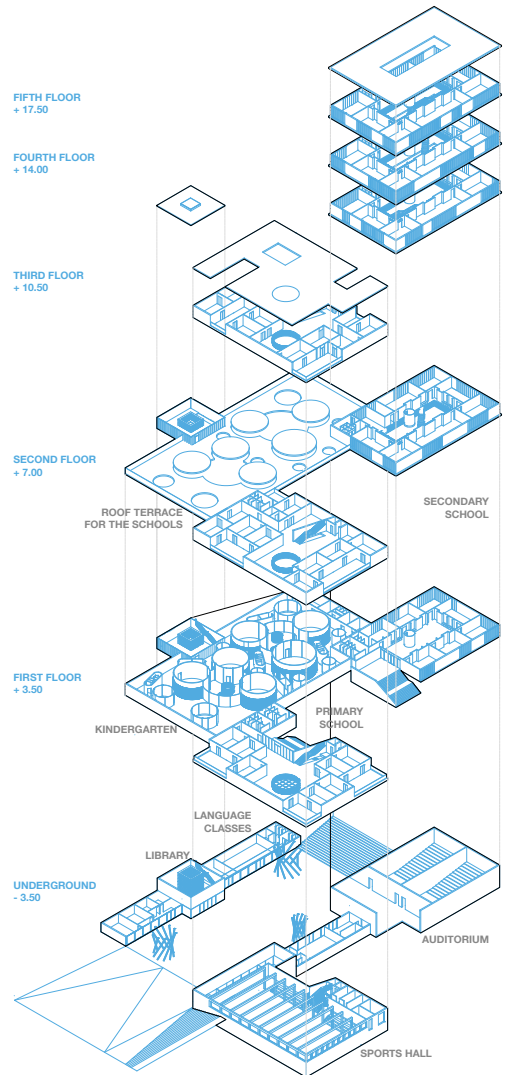 FIFTH FLOOR
+ 17.50
FOURTH FLOOR
+ 14.00
THIRD FLOOR
+ 10.50
SECOND FLOOR
+ 7.00
ROOF TERRACE
FOR THE SCHOOLS
SECONDARY
SCHOOL
FIRST FLOOR
+ 3.50
KINDERGARTEN
PRIMARY
SCHOOL
LANGUAGE
CLASSES
LIBRARY
UNDERGROUND
- 3.50
AUDITORIUM
SPORTS HALL